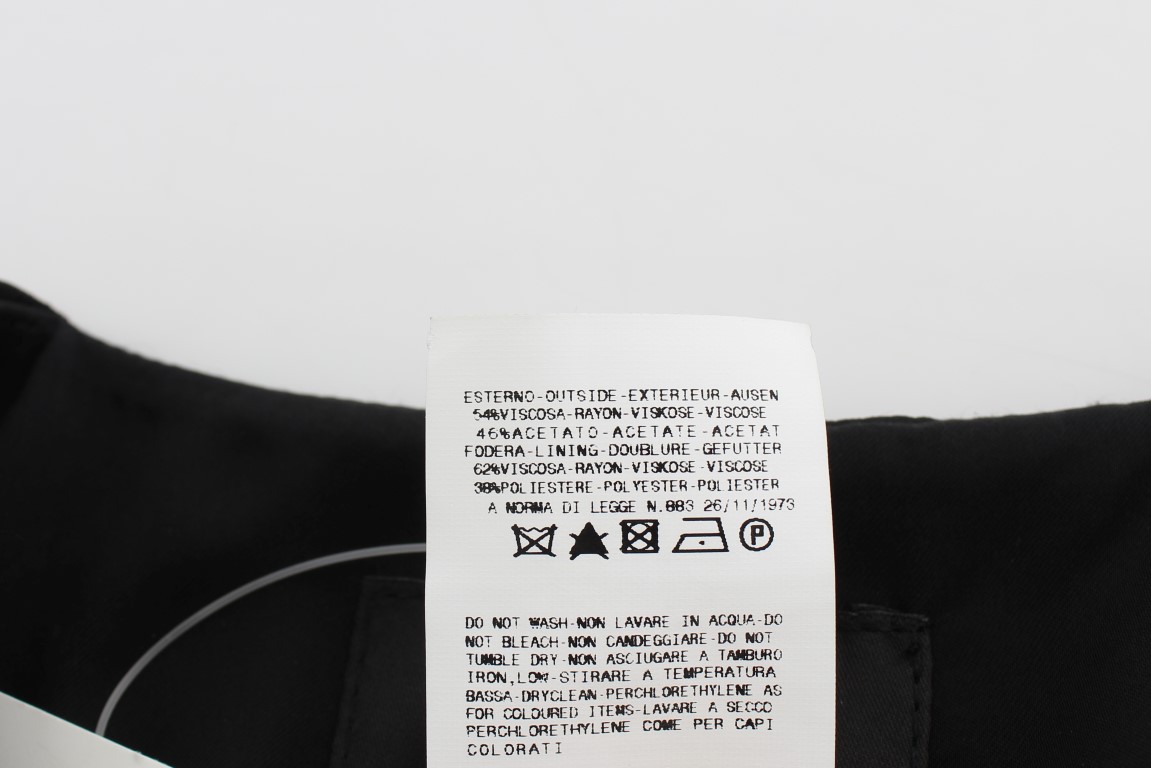 ESTERNO-OUTSIDE-EXTERIEUR-AUSEN
54%VISCOSA-RAYON-VISKOSE-VISCOSE
46%ACETATO-ACETATE-ACETAT
FODERA-LINING-DOUBLURE-GEFUTTER
62%VISCOSA-RAYON-VISKOSE-VISCOSE
38%POLIESTERE-POLYESTER-POLIESTER
A NORMA DI LEGGE N.883 26/11/1973
P
DO NOT WASH-NON LAVARE IN ACQUA-DO
NOT BLEACH-NON CANDEGGIARE-DO NOT
TUMBLE DRY-NON ASCIUGARE A TAMBURO
IRON,LOW-STIRARE A TEMPERATURA
BASSA-DRYCLEAN-PERCHLORETHYLENE AS
FOR COLOURED ITEMS-LAVARE A SECCO
PERCHLORETHYLENE COME PER CAPI
COLORATI